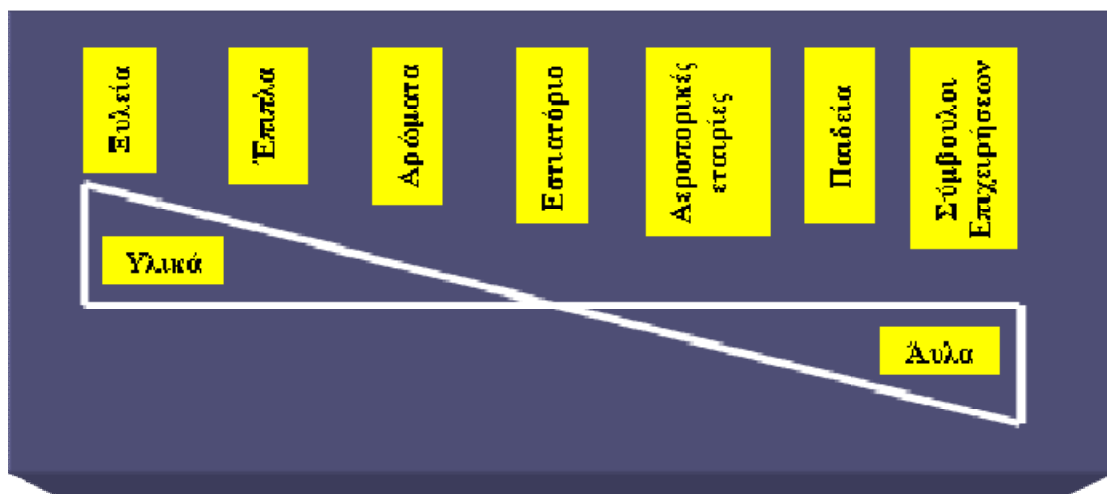 Ξυλεία
Έπιπλα
Αρώματα
Εστιατόριο
Αεροπορικές
εταιρίες
Παιδεία
Σύμβουλοι
Επιχειρήσεων
Υλικά
Άυλα